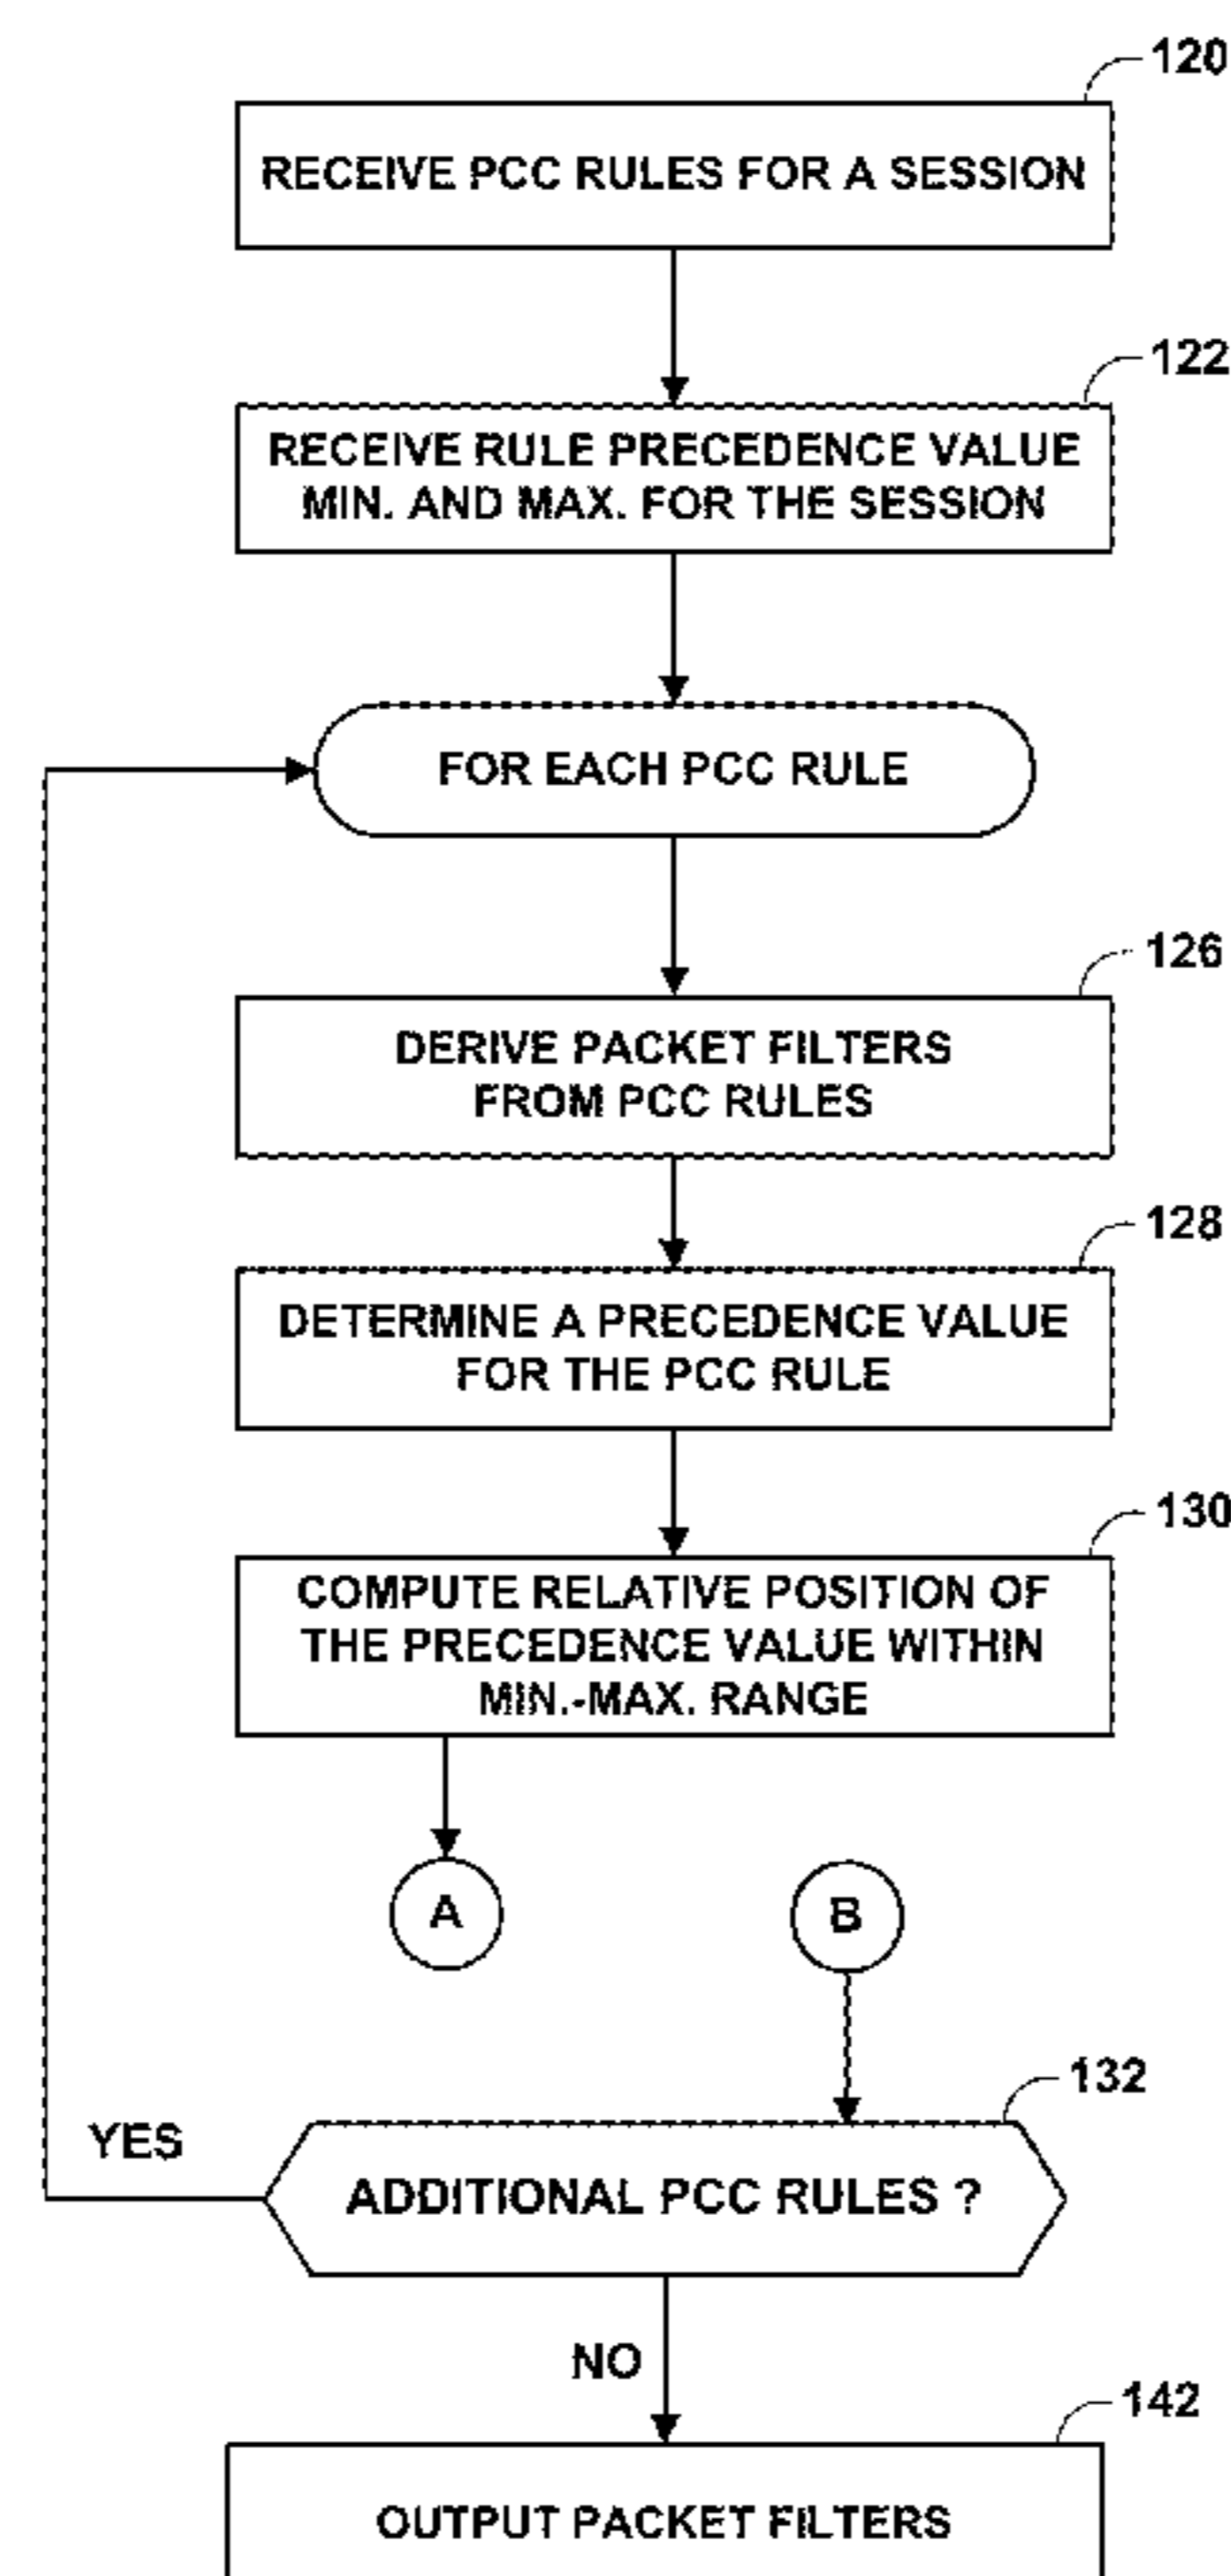 120
RECEIVE PCC RULES FOR A SESSION
122
RECEIVE RULE PRECEDENCE VALUE
MIN. AND MAX. FOR THE SESSION
FOR EACH PCC RULE
126
DERIVE PACKET FILTERS
FROM PCC RULES
128
DETERMINE A PRECEDENCE VALUE
FOR THE PCC RULE
130
COMPUTE RELATIVE POSITION OF
THE PRECEDENCE VALUE WITHIN
MIN.-MAX. RANGE
A
B
132
YES
ADDITIONAL PCC RULES ?
NO
142
OUTPUT PACKET FILTERS